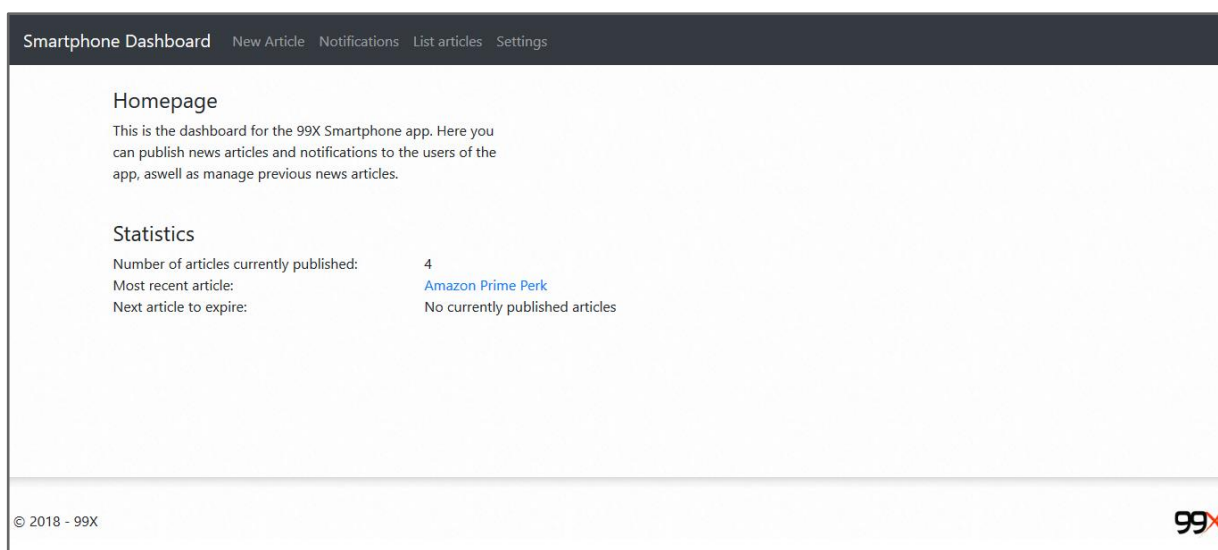 Smartphone Dashboard New Article Notifications List articles Settings
Homepage
This is the dashboard for the 99X Smartphone app. Here you
can publish news articles and notifications to the users of the
app, aswell as manage previous news articles.
Statistics
Number of articles currently published: 4
Most recent article: Amazon Prime Perk
Next article to expire: No currently published articles
© 2018 - 99X
99X